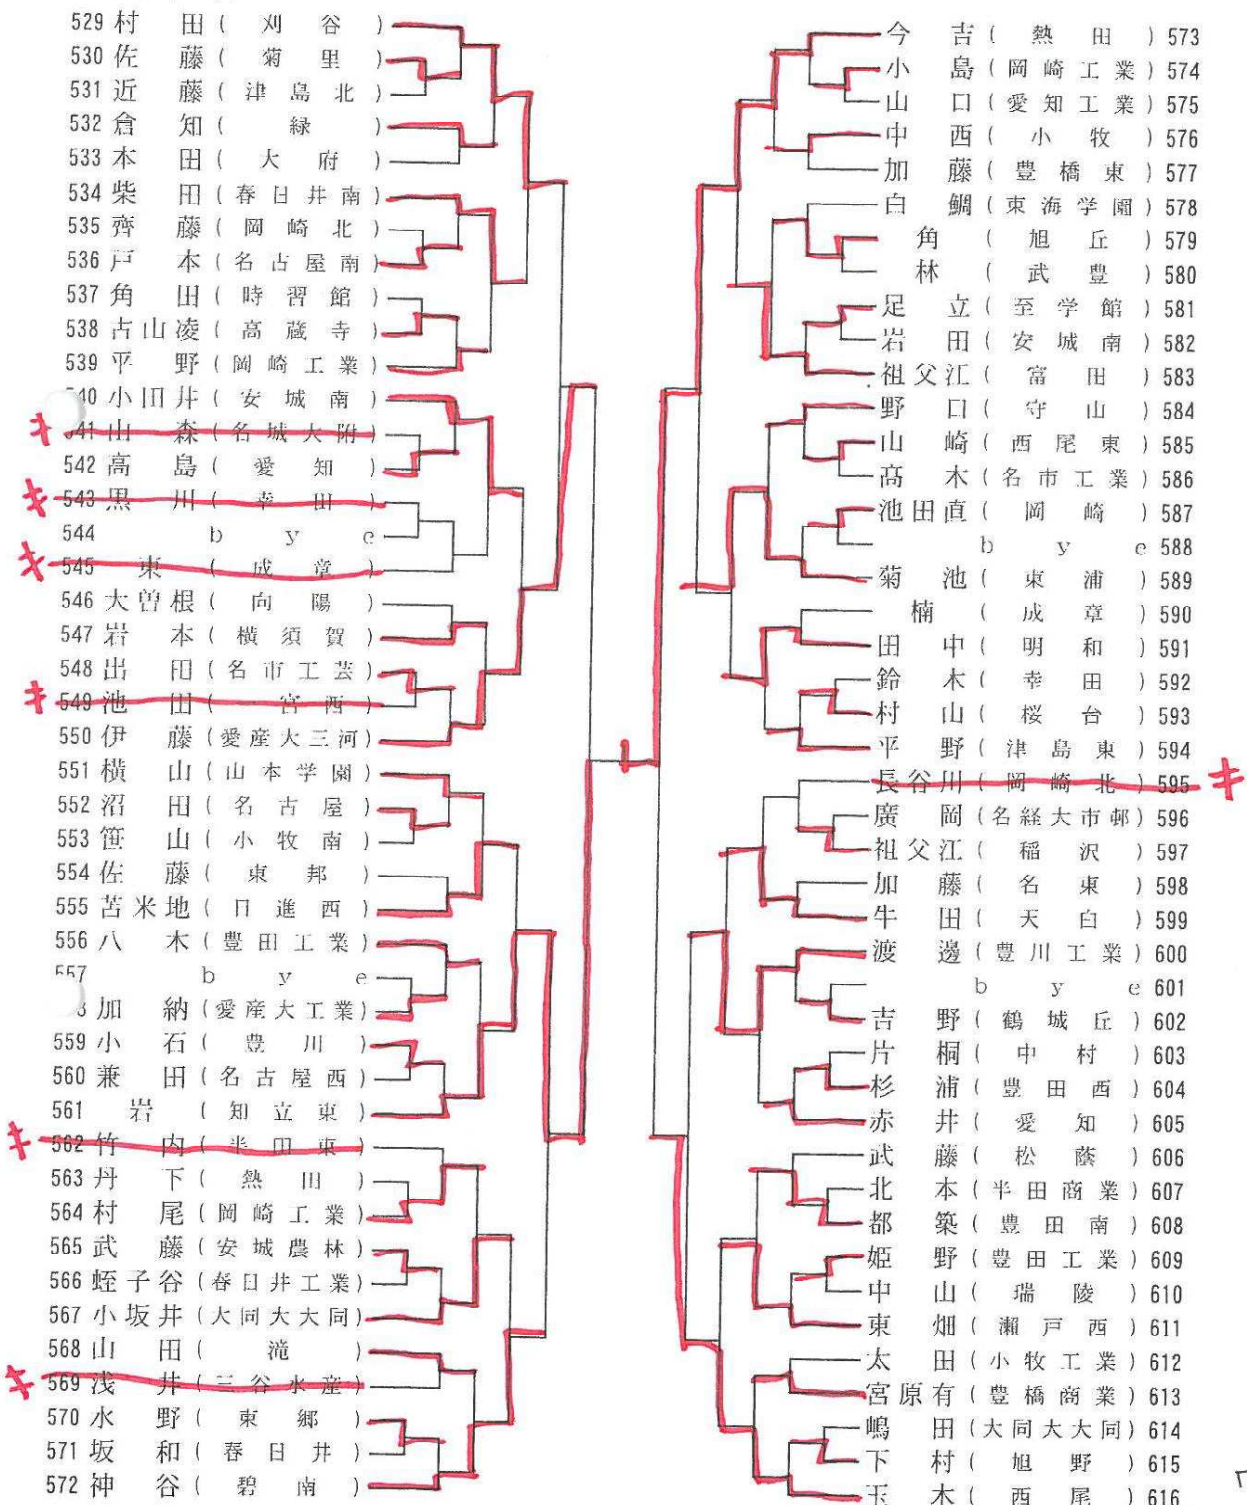 529 村田(刈谷)
530 佐藤(菊里)
531 近藤(津島北)
532 倉知(緑)
533 本田(大府)
534 柴田(春日井南)
535 齊藤(岡崎北)
536 戸本(名古屋南)
537 角田(時習館)
538 古山凌(高蔵寺)
539 平野(岡崎工業)
540 小田井(安城南)
キ 541 山森(名城大附)
542 高島(愛知)
キ 543 黒川(幸田)
544 bye
キ 545 東(成章)
546 大曽根(向陽)
547 岩本(横須賀)
548 出田(名市工芸)
キ 549 池田(宮西)
550 伊藤(愛産大三河)
551 横山(山本学園)
552 沼田(名古屋)
553 笹山(小牧南)
554 佐藤(東邦)
555 苫米地(日進西)
556 八木(豊田工業)
557 bye
8 加納(愛産大工業)
559 小石(豊川)
560 兼田(名古屋西)
561 岩(知立東)
キ 562 竹内(半田東)
563 丹下(熱田)
564 村尾(岡崎工業)
565 武藤(安城農林)
566 蛭子谷(春日井工業)
567 小坂井(大同大大同)
568 山田(滝)
キ 569 浅井(三谷水産)
570 水野(東郷)
571 坂和(春日井)
572 神谷(碧南)
今吉(熱田) 573
小島(岡崎工業) 574
山口(愛知工業) 575
中西(小牧) 576
加藤(豊橋東) 577
白鯛(東海学園) 578
角(旭丘) 579
林(武豊) 580
足立(至学館) 581
岩田(安城南) 582
祖父江(富田) 583
野口(守山) 584
山崎(西尾東) 585
髙木(名市工業) 586
池田直(岡崎) 587
bye 588
菊池(東浦) 589
楠(成章) 590
田中(明和) 591
鈴木(幸田) 592
村山(桜台) 593
平野(津島東) 594
長谷川(岡崎北) 595 キ
廣岡(名経大市邨) 596
祖父江(稲沢) 597
加藤(名東) 598
牛田(天白) 599
渡邊(豊川工業) 600
bye 601
吉野(鶴城丘) 602
片桐(中村) 603
杉浦(豊田西) 604
赤井(愛知) 605
武藤(松蔭) 606
北本(半田商業) 607
都築(豊田南) 608
姫野(豊田工業) 609
中山(瑞陵) 610
東畑(瀬戸西) 611
太田(小牧工業) 612
宮原有(豊橋商業) 613
嶋田(大同大大同) 614
下村(旭野) 615
玉木(西尾) 616